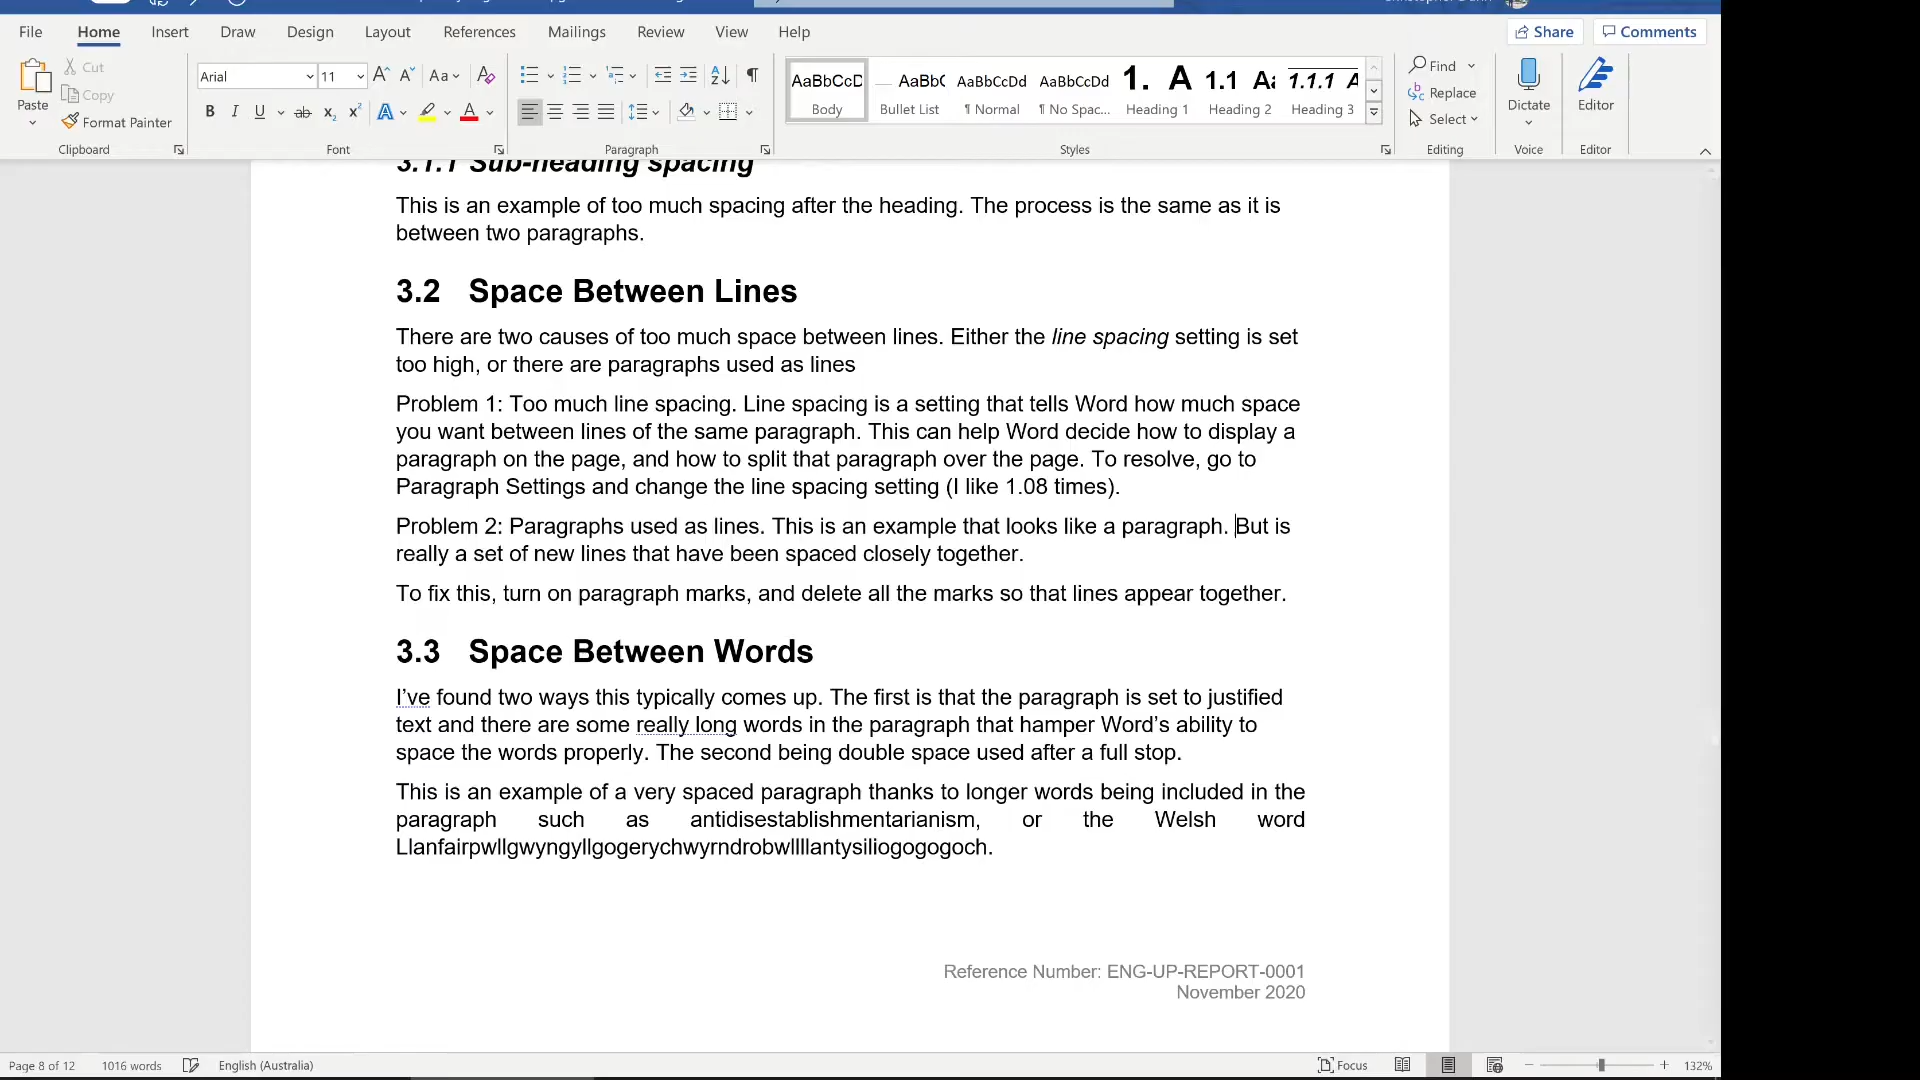 File Home Insert Draw Design Layout References Mailings Review View Help Share Comments
Paste Cut Copy Format Painter
Arial 11 Aa
AaBbCcD AaBbC AaBbCcDd AaBbCcDd 1. A 1.1 Aa 1.1.1 A
Body Bullet List ¶ Normal ¶ No Spac... Heading 1 Heading 2 Heading 3
Find Replace Select
Dictate Editor
Clipboard Font Paragraph Styles Editing Voice Editor
3.1.1 Sub-heading spacing
This is an example of too much spacing after the heading. The process is the same as it is
between two paragraphs.
3.2 Space Between Lines
There are two causes of too much space between lines. Either the line spacing setting is set
too high, or there are paragraphs used as lines
Problem 1: Too much line spacing. Line spacing is a setting that tells Word how much space
you want between lines of the same paragraph. This can help Word decide how to display a
paragraph on the page, and how to split that paragraph over the page. To resolve, go to
Paragraph Settings and change the line spacing setting (I like 1.08 times).
Problem 2: Paragraphs used as lines. This is an example that looks like a paragraph. But is
really a set of new lines that have been spaced closely together.
To fix this, turn on paragraph marks, and delete all the marks so that lines appear together.
3.3 Space Between Words
I’ve found two ways this typically comes up. The first is that the paragraph is set to justified
text and there are some really long words in the paragraph that hamper Word’s ability to
space the words properly. The second being double space used after a full stop.
This is an example of a very spaced paragraph thanks to longer words being included in the
paragraph such as antidisestablishmentarianism, or the Welsh word
Llanfairpwllgwyngyllgogerychwyrndrobwllllantysiliogogogoch.
Reference Number: ENG-UP-REPORT-0001
November 2020
Page 8 of 12 1016 words English (Australia) Focus 132%